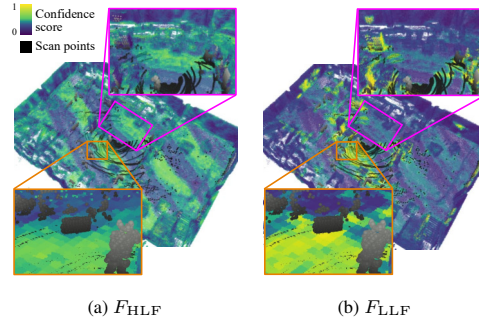 1
0
Confidence
score
Scan points
(a) F_HLF
(b) F_LLF